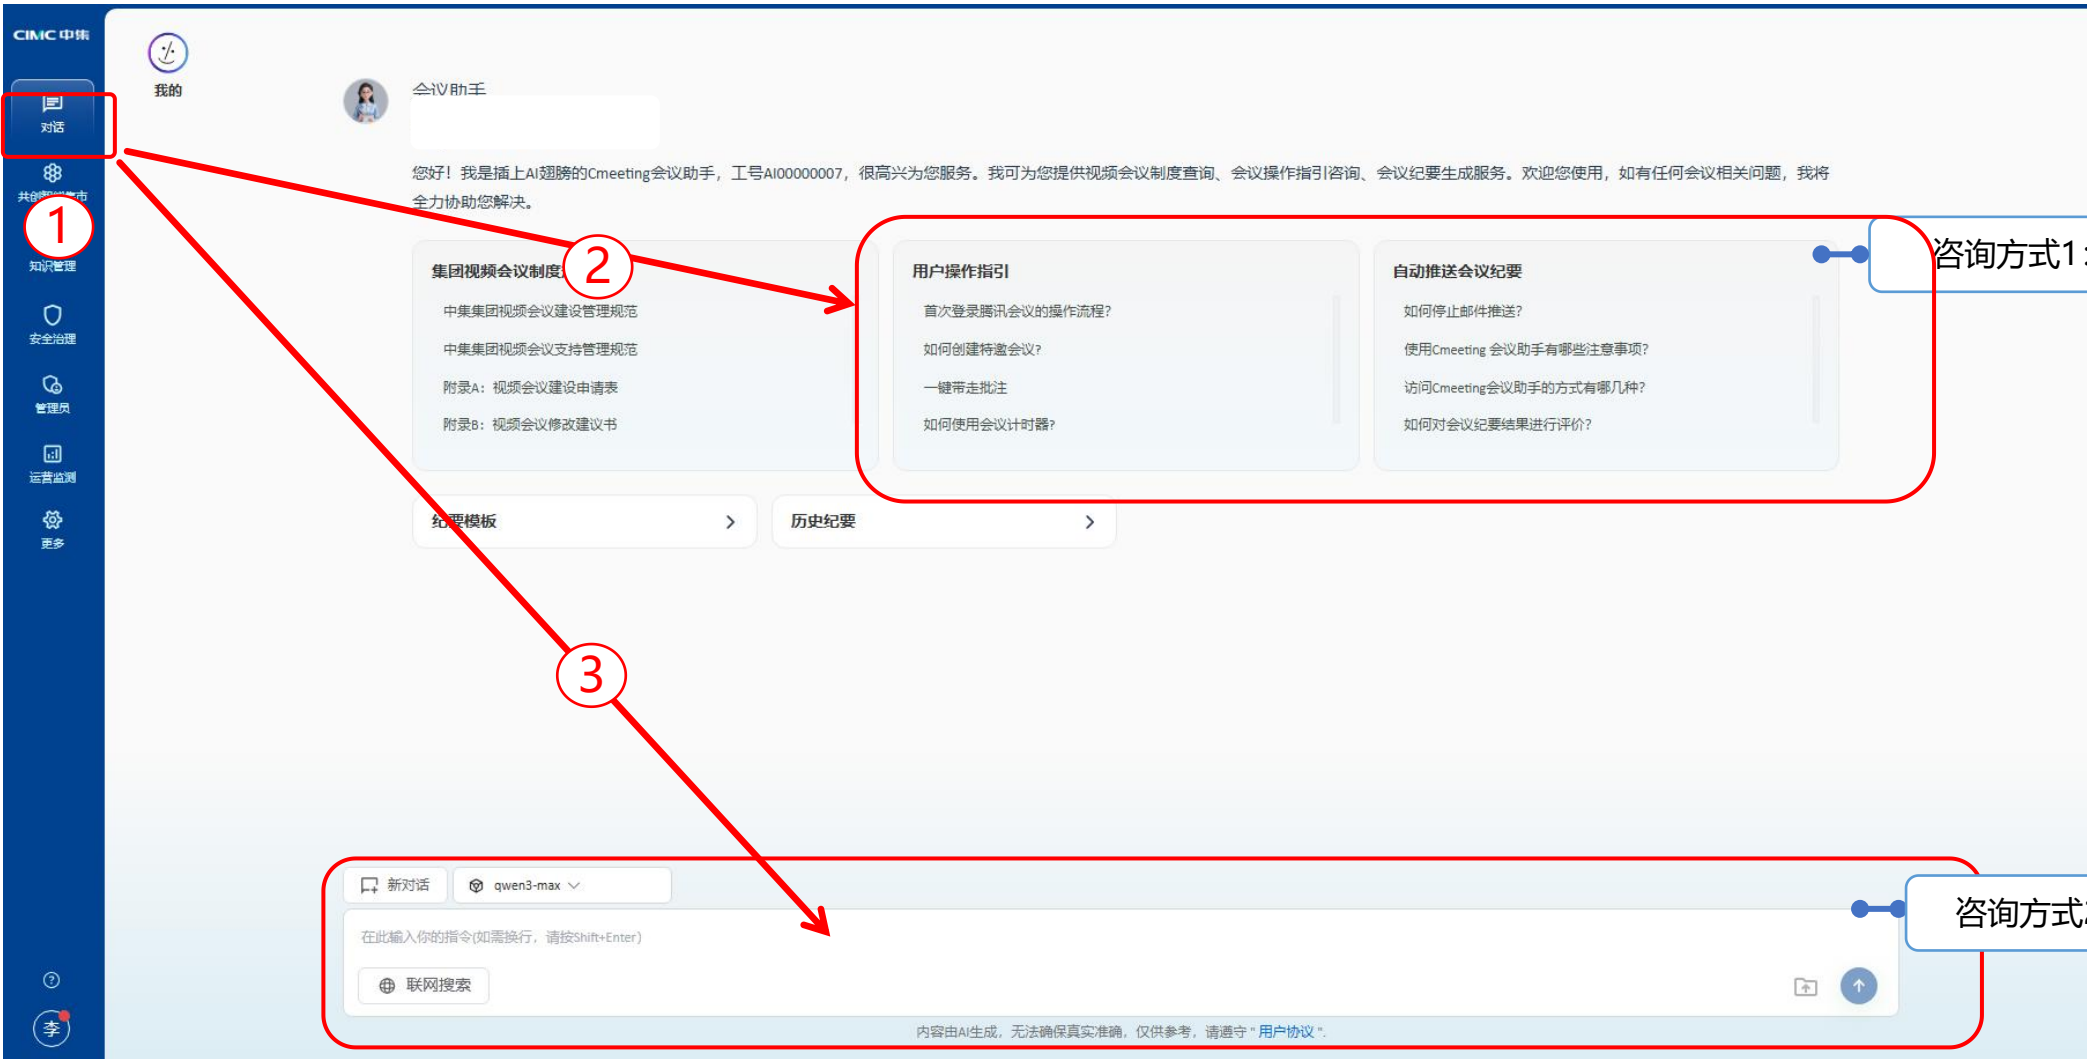 CIMC 中集
对话
共创智能集市
知识管理
安全治理
管理员
运营监测
更多
李
我的
会议助手
您好！我是插上AI翅膀的Cmeeting会议助手，工号AI00000007，很高兴为您服务。我可为您提供视频会议制度查询、会议操作指引咨询、会议纪要生成服务。欢迎您使用，如有任何会议相关问题，我将
全力协助您解决。
1
2
3
集团视频会议制度
中集集团视频会议建设管理规范
中集集团视频会议支持管理规范
附录A：视频会议建设申请表
附录B：视频会议修改建议书
用户操作指引
首次登录腾讯会议的操作流程?
如何创建特邀会议?
一键带走批注
如何使用会议计时器?
自动推送会议纪要
如何停止邮件推送?
使用Cmeeting 会议助手有哪些注意事项?
访问Cmeeting会议助手的方式有哪几种?
如何对会议纪要结果进行评价?
咨询方式1：
纪要模板
历史纪要
新对话
qwen3-max
在此输入你的指令(如需换行，请按Shift+Enter)
联网搜索
咨询方式2
内容由AI生成，无法确保真实准确，仅供参考，请遵守 " 用户协议 ".